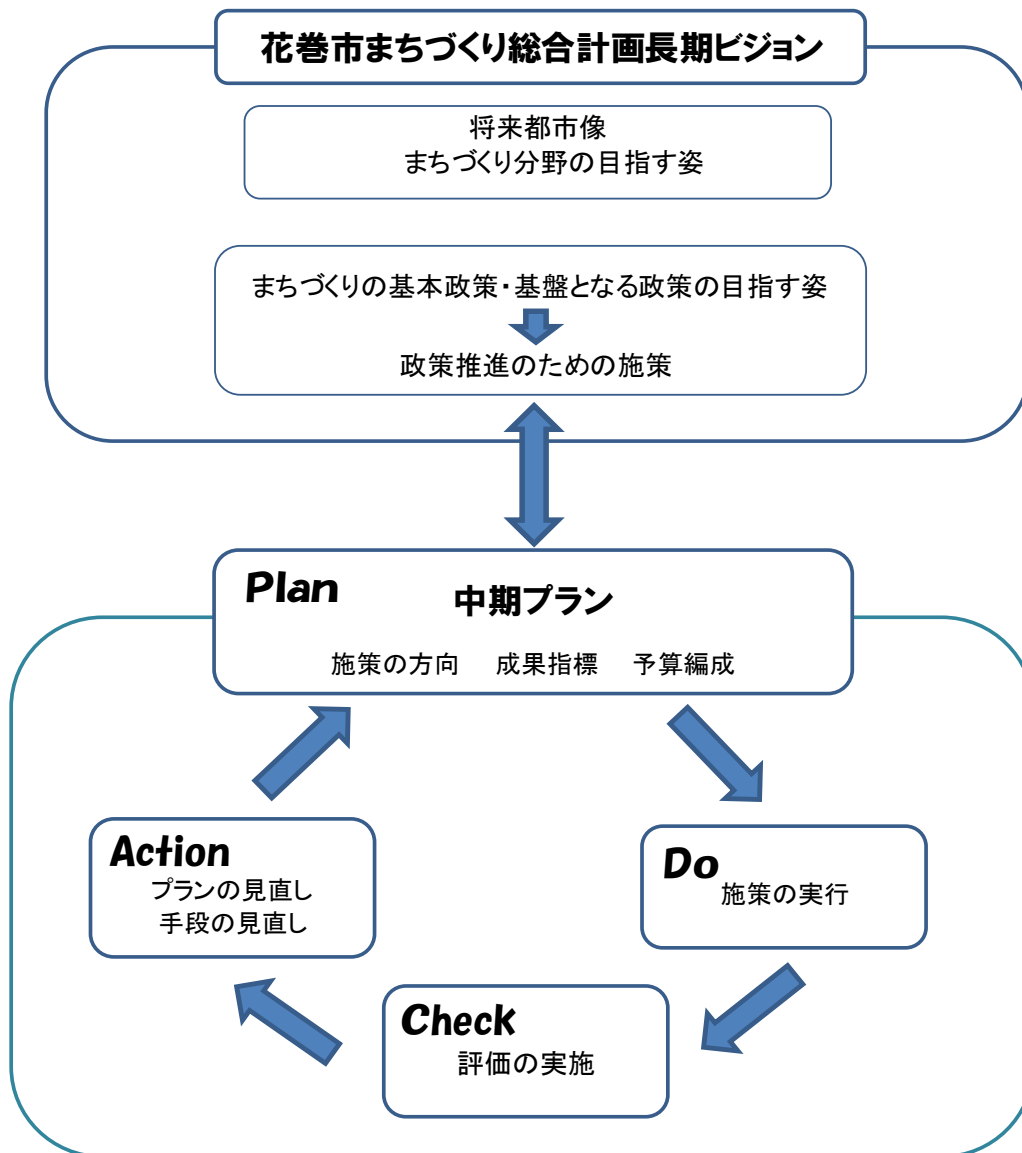 花巻市まちづくり総合計画長期ビジョン
将来都市像
まちづくり分野の目指す姿
まちづくりの基本政策・基盤となる政策の目指す姿
政策推進のための施策
Plan 中期プラン
施策の方向 成果指標 予算編成
Action
プランの見直し
手段の見直し
Do
施策の実行
Check
評価の実施